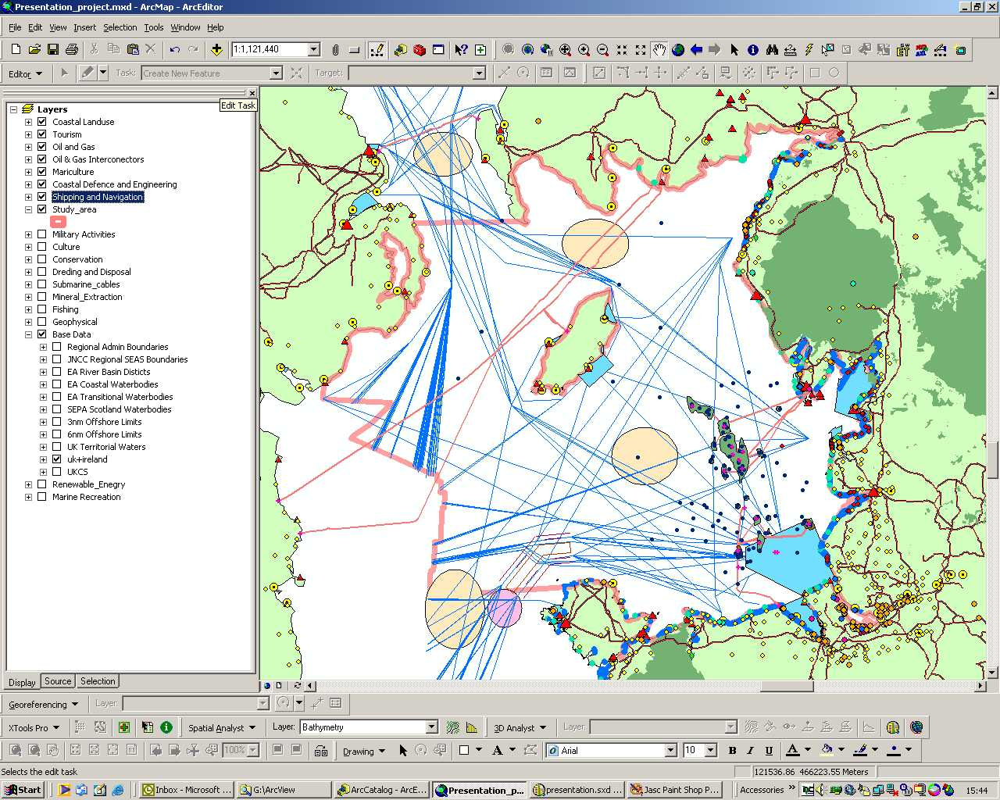 Presentation_project.mxd - ArcMap - ArcEditor
File Edit View Insert Selection Tools Window Help
1:1,121,440
Editor Task: Create New Feature Target:
Edit Task
Layers
Coastal Landuse
Tourism
Oil and Gas
Oil & Gas Interconectors
Mariculture
Coastal Defence and Engineering
Shipping and Navigation
Study_area
Military Activities
Culture
Conservation
Dreding and Disposal
Submarine_cables
Mineral_Extraction
Fishing
Geophysical
Base Data
Regional Admin Boundaries
JNCC Regional SEAS Boundaries
EA River Basin Disticts
EA Coastal Waterbodies
EA Transitional Waterbodies
SEPA Scotland Waterbodies
3nm Offshore Limits
6nm Offshore Limits
UK Territorial Waters
uk+ireland
UKCS
Renewable_Enegry
Marine Recreation
Display Source Selection
Georeferencing Layer:
XTools Pro Spatial Analyst Layer: Bathymetry 3D Analyst Layer:
100% Drawing A Arial 10 B I U A
Selects the edit task 121536.86 466223.55 Meters
Start Inbox - Microsoft ... G:\ArcView ArcCatalog - ArcE... Presentation_p... presentation.sxd ... Jasc Paint Shop P... Accessories » 15:44